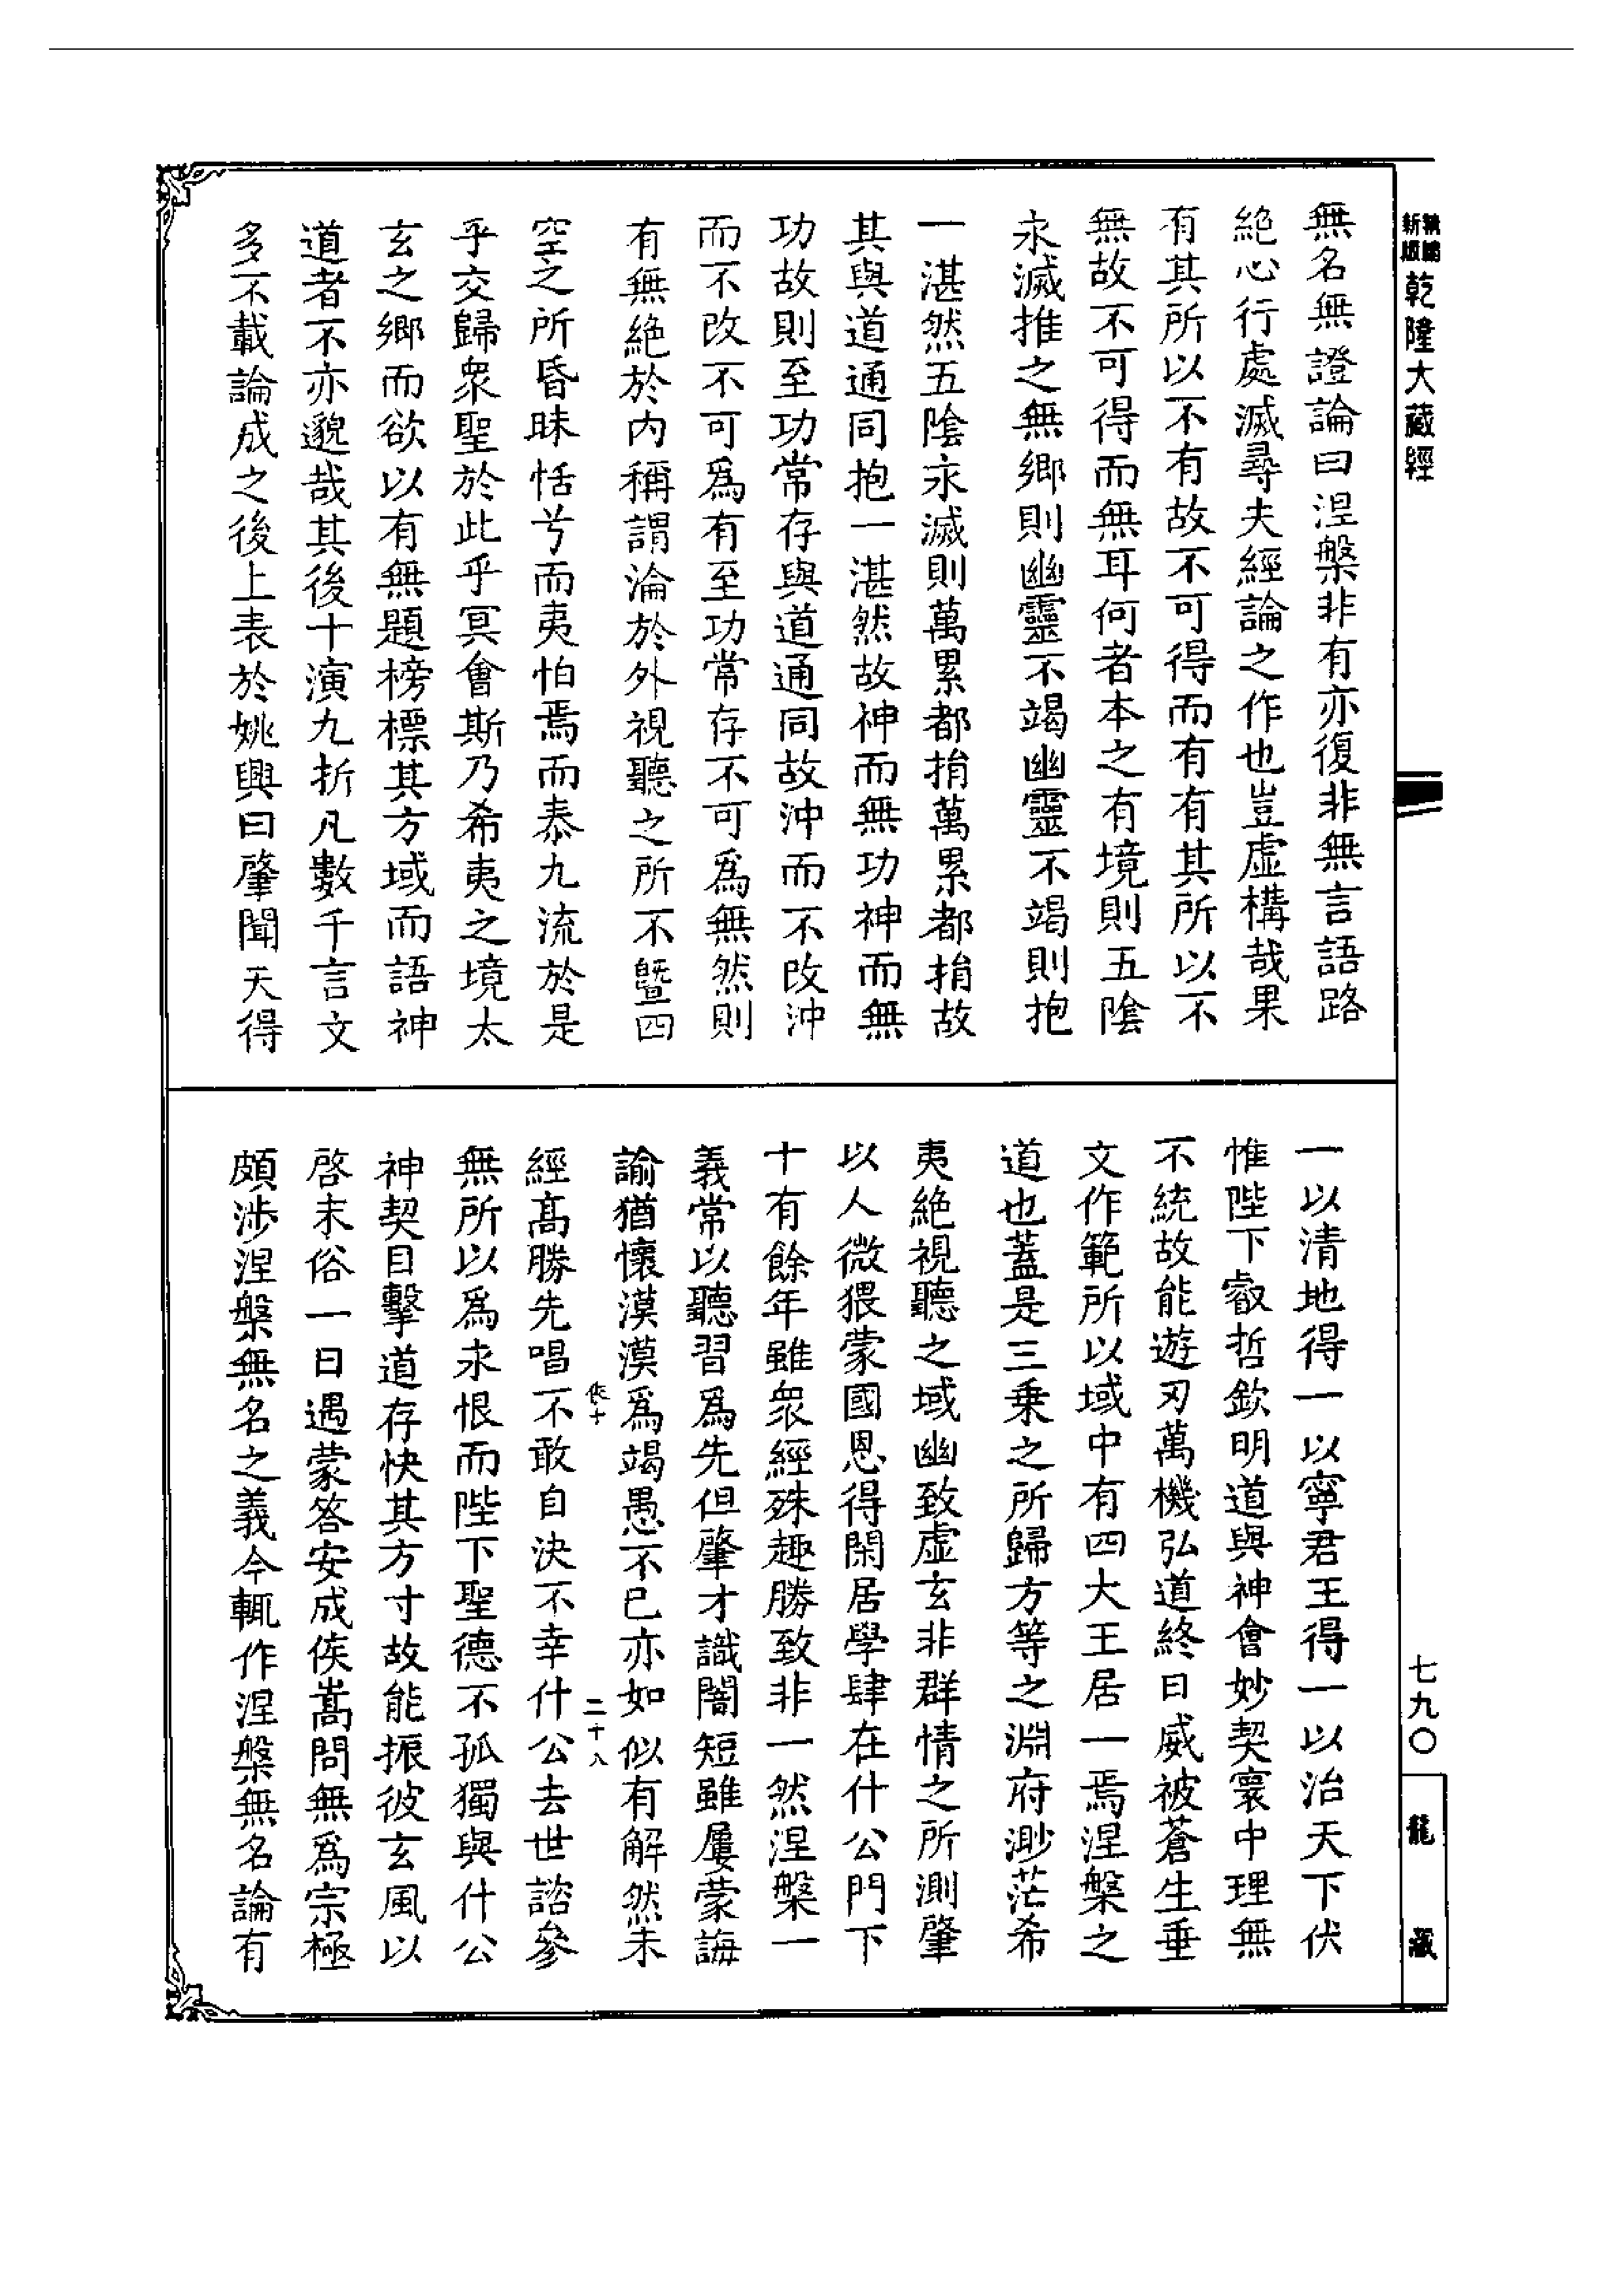 新編
新版
乾隆大藏經
無名無證論曰涅槃非有亦復非無言語路
絶心行處滅尋夫經論之作也豈虛構哉果
有其所以不有故不可得而有有其所以不
無故不可得而無耳何者本之有境則五陰
永滅推之無鄉則幽靈不竭幽靈不竭則抱
一湛然五陰永滅則萬累都捐萬累都捐故
其與道通同抱一湛然故神而無功神而無
功故則至功常存與道通同故沖而不改沖
而不改不可爲有至功常存不可爲無然則
有無絶於内稱謂淪於外視聽之所不曁四
空之所昏昧恬兮而夷怕焉而泰九流於是
乎交歸衆聖於此乎冥會斯乃希夷之境太
玄之鄉而欲以有無題榜標其方域而語神
道者不亦邈哉其後十演九折凡數千言文
多不載論成之後上表於姚興曰肇聞天得
一以清地得一以寧君王得一以治天下伏
惟陛下叡哲欽明道與神會妙契寰中理無
不統故能遊刃萬機弘道終日威被蒼生垂
文作範所以域中有四大王居一焉涅槃之
道也蓋是三乗之所歸方等之淵府渺茫希
夷絶視聽之域幽致虛玄非群情之所測肇
以人微猥蒙國恩得閑居學肆在什公門下
十有餘年雖衆經殊趣勝致非一然涅槃一
義常以聽習爲先但肇才識闇短雖屢蒙誨
諭猶懷漠漠爲竭愚不已亦如似有解然未
經高勝先唱不敢自決不幸什公去世諮參
無所以爲永恨而陛下聖德不孤獨與什公
神契目擊道存快其方寸故能振彼玄風以
啓末俗一日遇蒙答安成侯嵩問無爲宗極
頗涉涅槃無名之義今輒作涅槃無名論有
二十八
七九〇
龍藏